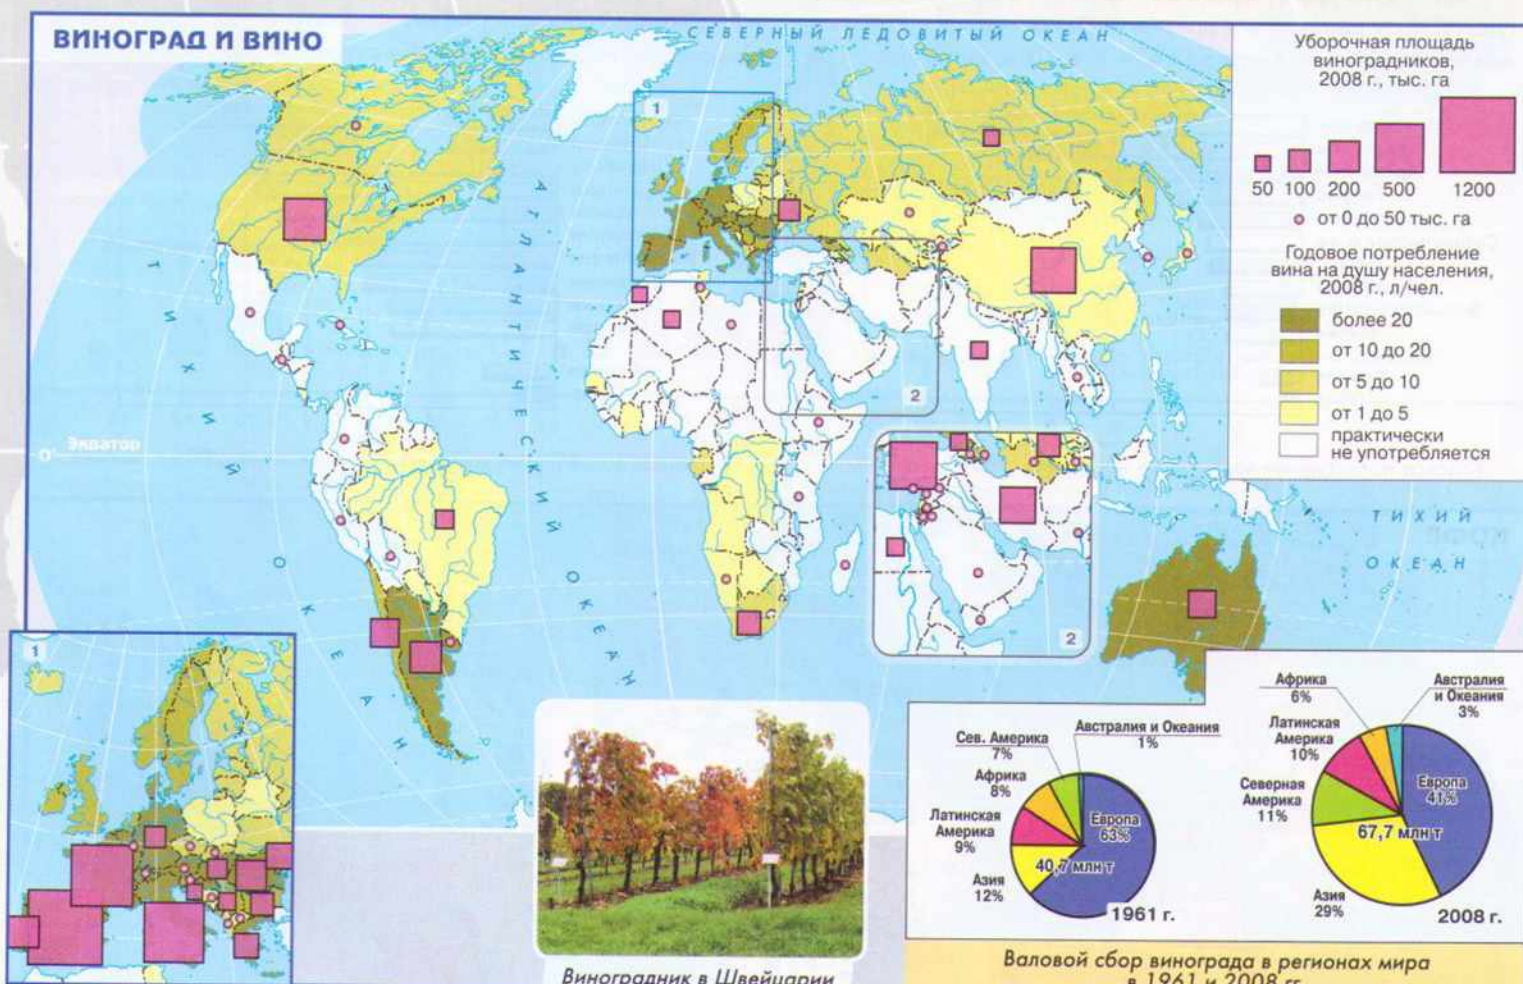 ВИНОГРАД И ВИНО
СЕВЕРНЫЙ ЛЕДОВИТЫЙ ОКЕАН
Уборочная площадь
виноградников,
2008 г., тыс. га
50 100 200 500 1200
от 0 до 50 тыс. га
Годовое потребление
вина на душу населения,
2008 г., л/чел.
более 20
от 10 до 20
от 5 до 10
от 1 до 5
практически
не употребляется
1
2
ТИХИЙ ОКЕАН
АТЛАНТИЧЕСКИЙ ОКЕАН
0° Экватор
2
ТИХИЙ
ОКЕАН
1
Виноградник в Швейцарии
Сев. Америка
7%
Австралия и Океания
1%
Африка
8%
Латинская
Америка
9%
Азия
12%
Европа
63%
40,7 млн т
1961 г.
Африка
6%
Австралия
и Океания
3%
Латинская
Америка
10%
Северная
Америка
11%
Европа
41%
67,7 млн т
Азия
29%
2008 г.
Валовой сбор винограда в регионах мира
в 1961 и 2008 гг.